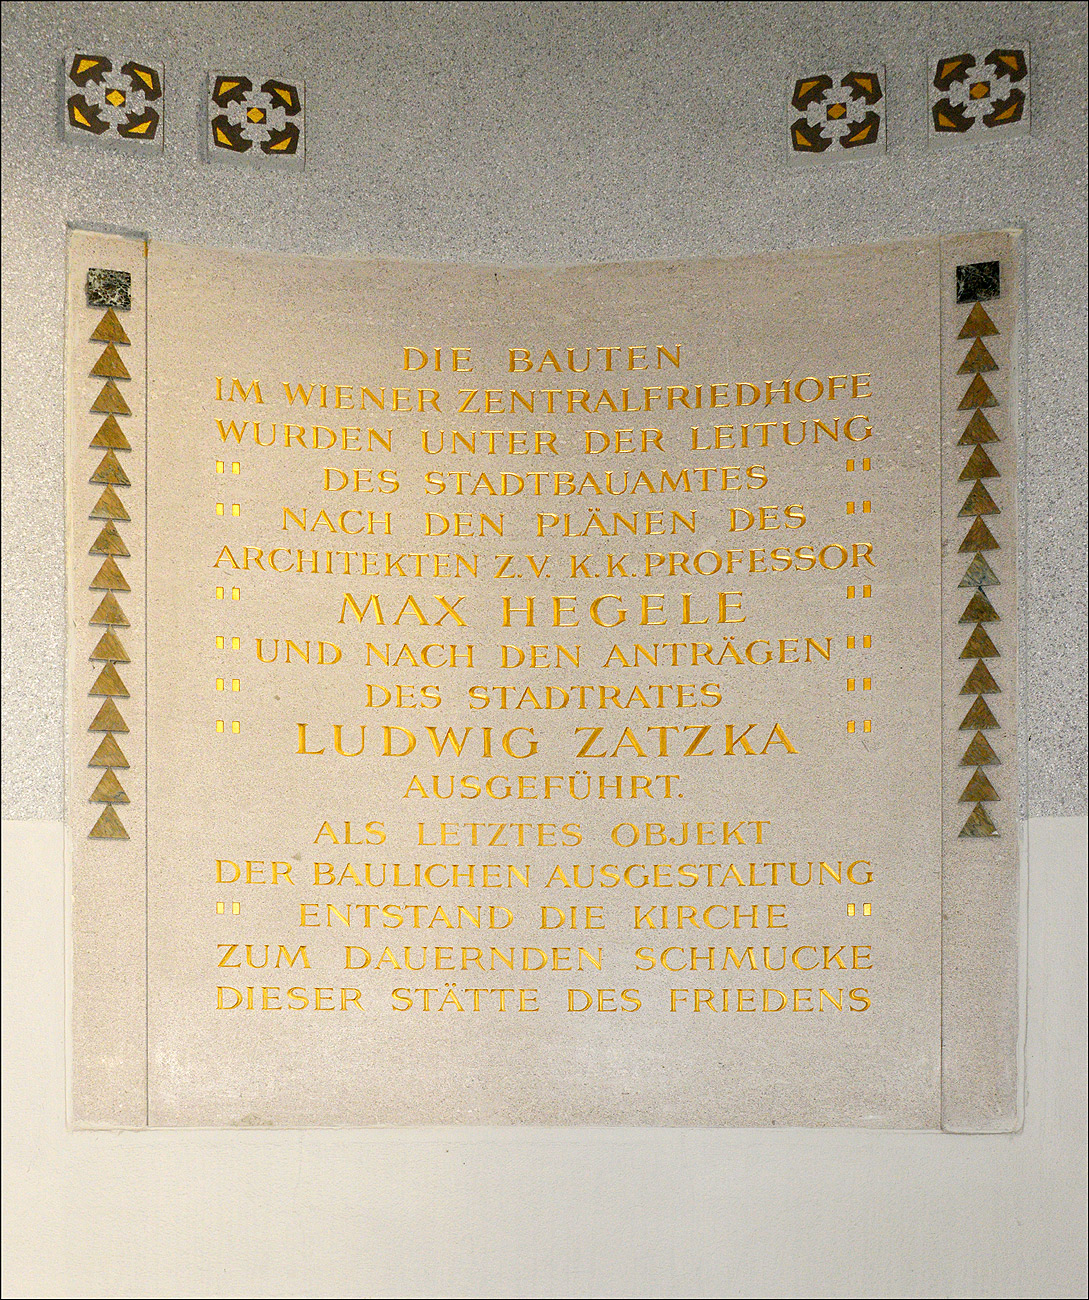 DIE BAUTEN
IM WIENER ZENTRALFRIEDHOFE
WURDEN UNTER DER LEITUNG
DES STADTBAUAMTES
NACH DEN PLÄNEN DES
ARCHITEKTEN Z.V. K.K. PROFESSOR
MAX HEGELE
UND NACH DEN ANTRÄGEN
DES STADTRATES
LUDWIG ZATZKA
AUSGEFÜHRT.
ALS LETZTES OBJEKT
DER BAULICHEN AUSGESTALTUNG
ENTSTAND DIE KIRCHE
ZUM DAUERNDEN SCHMUCKE
DIESER STÄTTE DES FRIEDENS